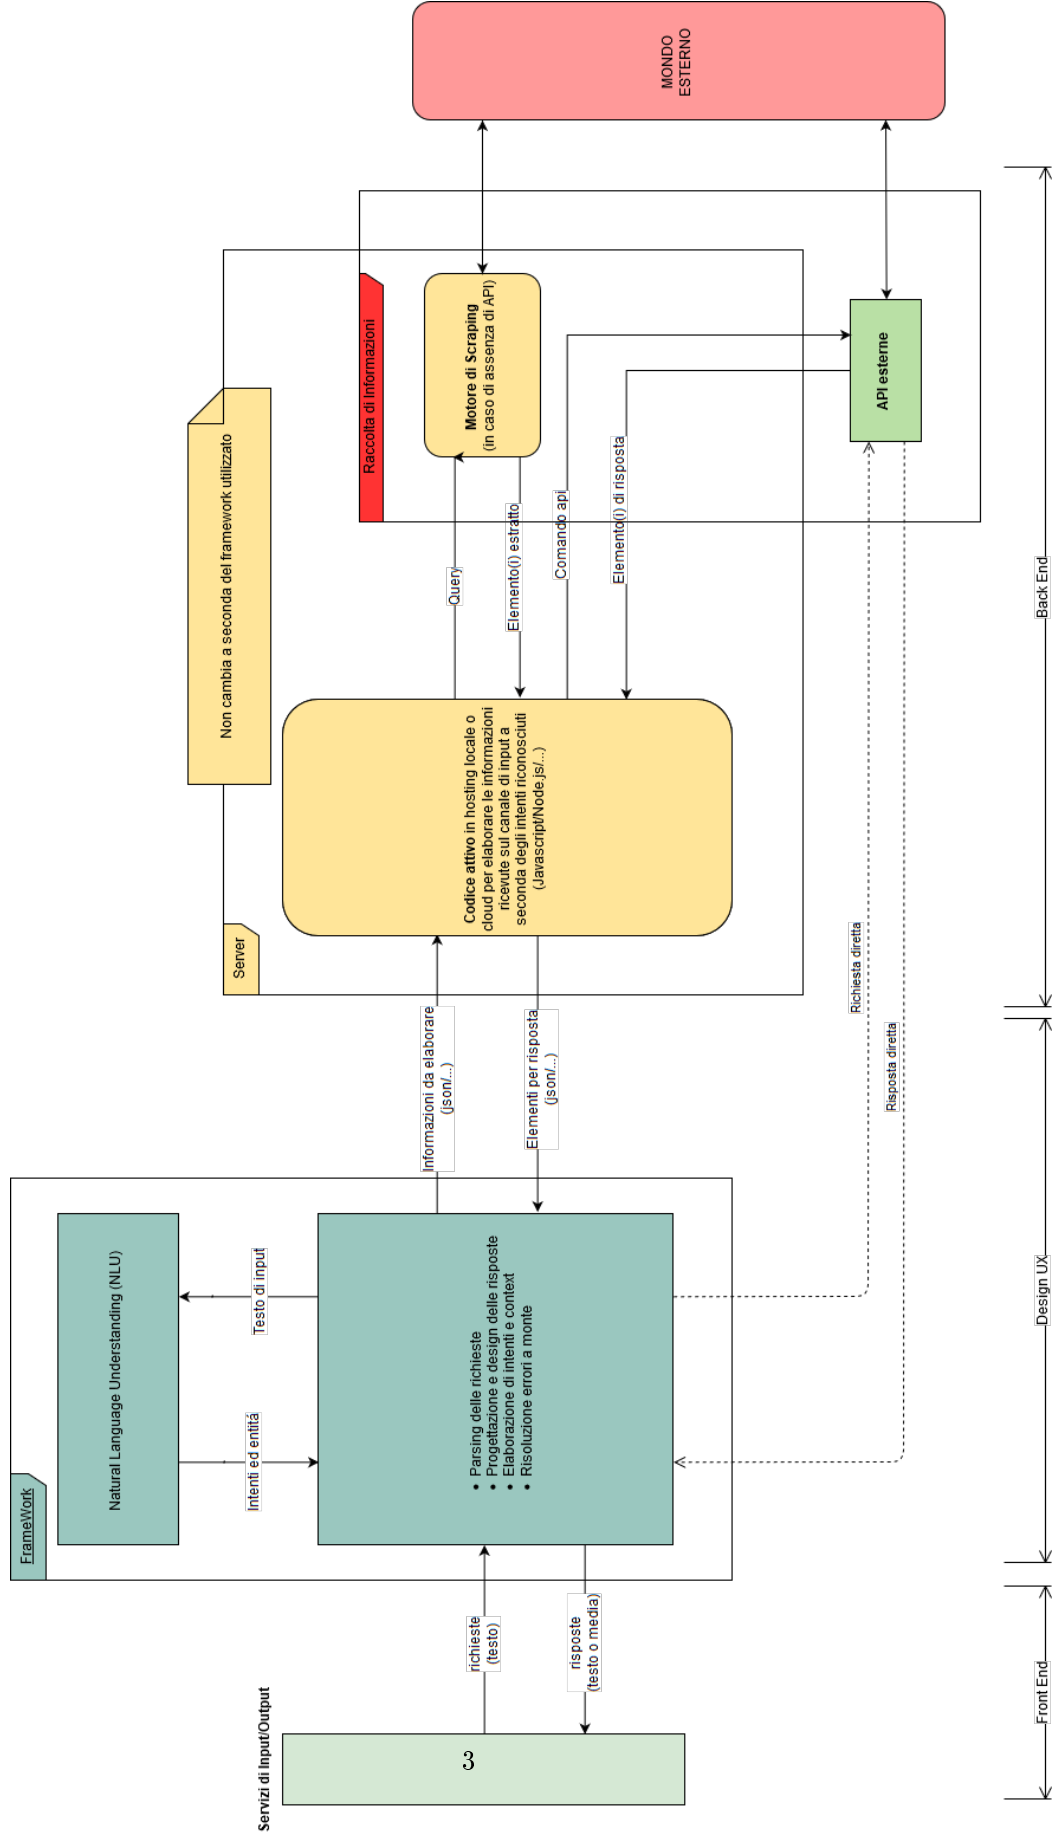 Servizi di Input/Output
3
richieste
(testo)
risposte
(testo o media)
FrameWork
Natural Language Understanding (NLU)
Intenti ed entitá
Testo di input
• Parsing delle richieste
• Progettazione e design delle risposte
• Elaborazione di intenti e context
• Risoluzione errori a monte
Informazioni da elaborare
(json/...)
Elementi per risposta
(json/...)
Richiesta diretta
Risposta diretta
Server
Non cambia a seconda del framework utilizzato
Codice attivo in hosting locale o
cloud per elaborare le informazioni
ricevute sul canale di input a
seconda degli intenti riconosciuti
(Javascript/Node.js/...)
Query
Elemento(i) estratto
Comando api
Elemento(i) di risposta
Raccolta di Informazioni
Motore di Scraping
(in caso di assenza di API)
API esterne
MONDO
ESTERNO
Front End
Design UX
Back End